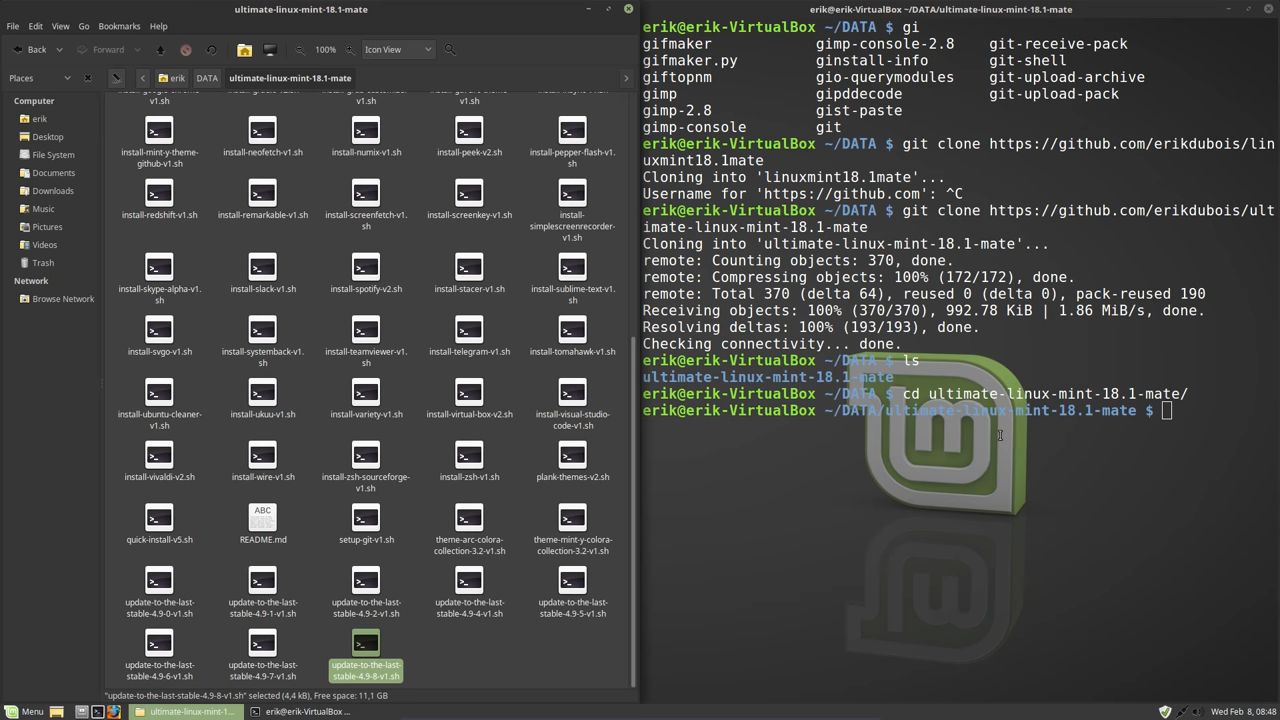 ultimate-linux-mint-18.1-mate
File Edit View Go Bookmarks Help
Back Forward 100% Icon View
Places erik DATA ultimate-linux-mint-18.1-mate
Computer
erik
Desktop
File System
Documents
Downloads
Music
Pictures
Videos
Trash
Network
Browse Network
v1.sh
install-mint-y-theme-
github-v1.sh
install-neofetch-v1.sh
install-numix-v1.sh
install-peek-v2.sh
install-pepper-flash-v1.
sh
install-redshift-v1.sh
install-remarkable-v1.sh
install-screenfetch-v1.
sh
install-screenkey-v1.sh
install-
simplescreenrecorder-
v1.sh
install-skype-alpha-v1.
sh
install-slack-v1.sh
install-spotify-v2.sh
install-stacer-v1.sh
install-sublime-text-v1.
sh
install-svgo-v1.sh
install-systemback-v1.
sh
install-teamviewer-v1.
sh
install-telegram-v1.sh
install-tomahawk-v1.
sh
install-ubuntu-cleaner-
v1.sh
install-ukuu-v1.sh
install-variety-v1.sh
install-virtual-box-v2.sh
install-visual-studio-
code-v1.sh
install-vivaldi-v2.sh
install-wire-v1.sh
install-zsh-sourceforge-
v1.sh
install-zsh-v1.sh
plank-themes-v2.sh
quick-install-v5.sh
ABC
README.md
setup-git-v1.sh
theme-arc-colora-
collection-3.2-v1.sh
theme-mint-y-colora-
collection-3.2-v1.sh
update-to-the-last-
stable-4.9-0-v1.sh
update-to-the-last-
stable-4.9-1-v1.sh
update-to-the-last-
stable-4.9-2-v1.sh
update-to-the-last-
stable-4.9-4-v1.sh
update-to-the-last-
stable-4.9-5-v1.sh
update-to-the-last-
stable-4.9-6-v1.sh
update-to-the-last-
stable-4.9-7-v1.sh
update-to-the-last-
stable-4.9-8-v1.sh
"update-to-the-last-stable-4.9-8-v1.sh" selected (4,4 kB), Free space: 11,1 GB
erik@erik-VirtualBox ~/DATA/ultimate-linux-mint-18.1-mate
erik@erik-VirtualBox ~/DATA $ gi
gifmaker gimp-console-2.8 git-receive-pack
gifmaker.py ginstall-info git-shell
giftopnm gio-querymodules git-upload-archive
gimp gipddecode git-upload-pack
gimp-2.8 gist-paste
gimp-console git
erik@erik-VirtualBox ~/DATA $ git clone https://github.com/erikdubois/lin
uxmint18.1mate
Cloning into 'linuxmint18.1mate'...
Username for 'https://github.com': ^C
erik@erik-VirtualBox ~/DATA $ git clone https://github.com/erikdubois/ult
imate-linux-mint-18.1-mate
Cloning into 'ultimate-linux-mint-18.1-mate'...
remote: Counting objects: 370, done.
remote: Compressing objects: 100% (172/172), done.
remote: Total 370 (delta 64), reused 0 (delta 0), pack-reused 190
Receiving objects: 100% (370/370), 992.78 KiB | 1.86 MiB/s, done.
Resolving deltas: 100% (193/193), done.
Checking connectivity... done.
erik@erik-VirtualBox ~/DATA $ ls
ultimate-linux-mint-18.1-mate
erik@erik-VirtualBox ~/DATA $ cd ultimate-linux-mint-18.1-mate/
erik@erik-VirtualBox ~/DATA/ultimate-linux-mint-18.1-mate $
Menu ultimate-linux-mint-1... erik@erik-VirtualBox ~/... Wed Feb 8, 08:48